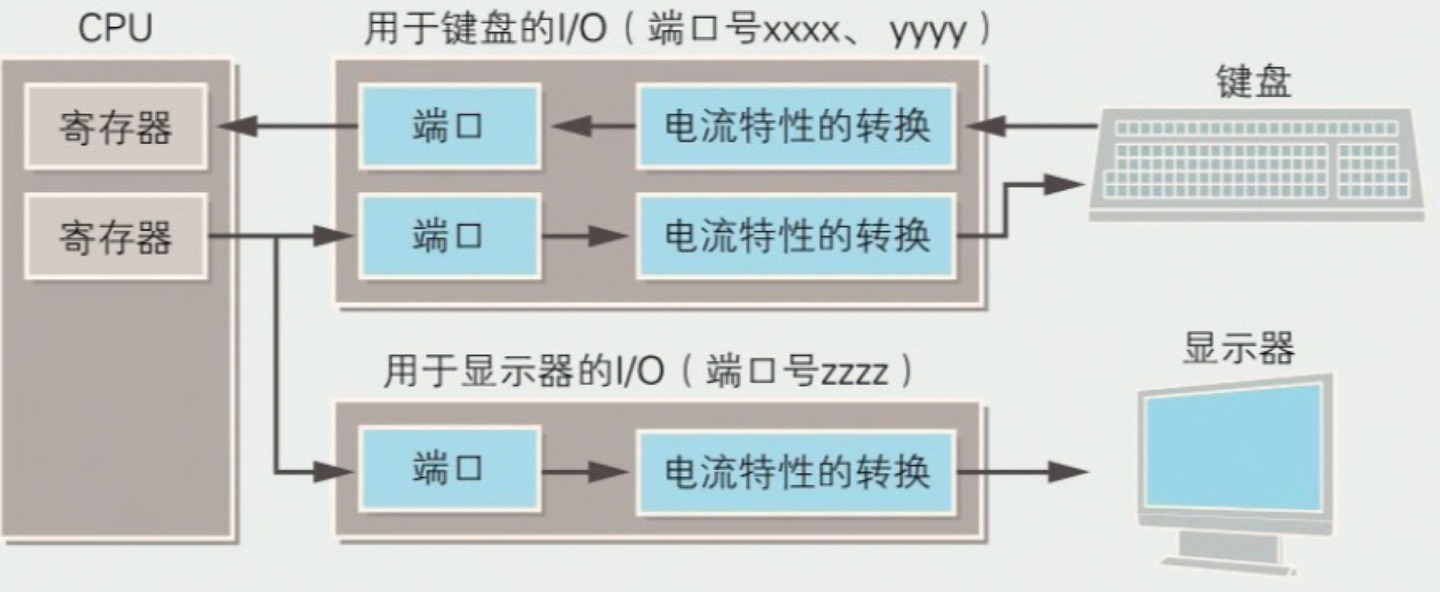 CPU
用于键盘的I/O（端口号xxxx、yyyy）
键盘
寄存器
端口
电流特性的转换
寄存器
端口
电流特性的转换
用于显示器的I/O（端口号zzzz）
显示器
端口
电流特性的转换